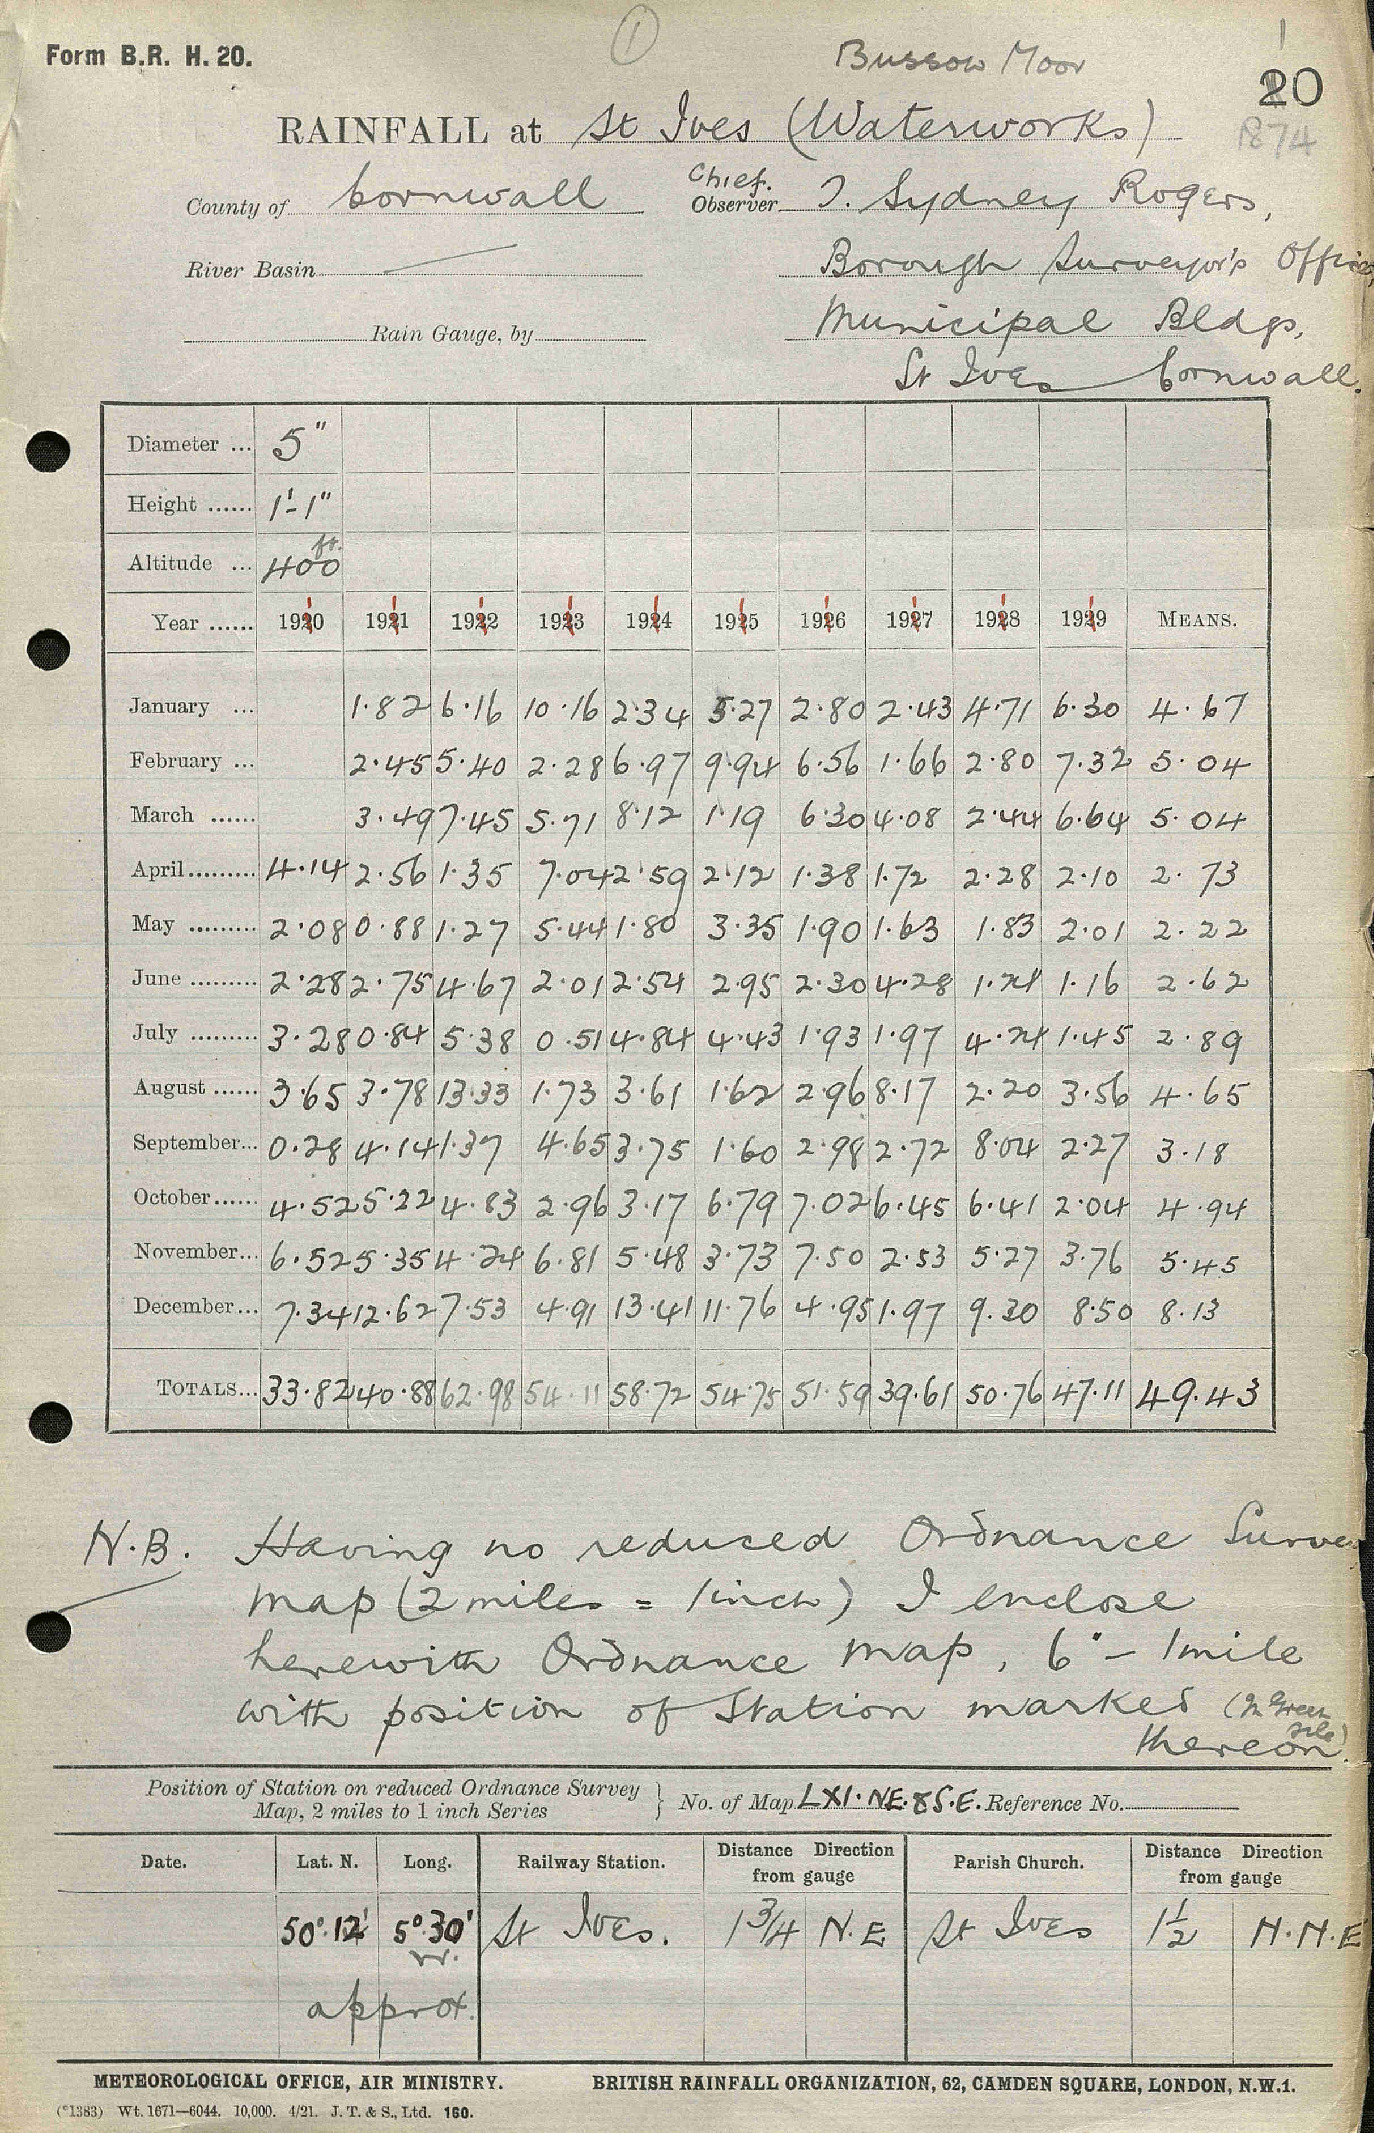 1
Form B.R. H. 20.
Bussow Moor
1
20
RAINFALL at St Ives (Waterworks)
874
County of Cornwall
Chief.
Observer T. Sydney Rogers,
River Basin
Borough Surveyor's Office,
Rain Gauge, by
Municipal Bldgs,
St Ives Cornwall.
Diameter ... 5"
Height ...... 1'-1"
Altitude ... 400 ft.
Year ...... 1910 1911 1912 1913 1914 1915 1916 1917 1918 1919 MEANS.
January ... 1.82 6.16 10.16 2.34 5.27 2.80 2.43 4.71 6.30 4.67
February ... 2.45 5.40 2.28 6.97 9.94 6.56 1.66 2.80 7.32 5.04
March ...... 3.49 7.45 5.71 8.12 1.19 6.30 4.08 2.44 6.64 5.04
April......... 4.14 2.56 1.35 7.04 2.59 2.12 1.38 1.72 2.28 2.10 2.73
May ......... 2.08 0.88 1.27 5.44 1.80 3.35 1.90 1.63 1.83 2.01 2.22
June ......... 2.28 2.75 4.67 2.01 2.54 2.95 2.30 4.28 1.24 1.16 2.62
July ......... 3.28 0.84 5.38 0.51 4.84 4.43 1.93 1.97 4.24 1.45 2.89
August ...... 3.65 3.78 13.33 1.73 3.61 1.62 2.96 8.17 2.20 3.56 4.65
September... 0.28 4.14 1.37 4.65 3.75 1.60 2.98 2.72 8.04 2.27 3.18
October...... 4.52 5.22 4.83 2.96 3.17 6.79 7.02 6.45 6.41 2.04 4.94
November... 6.52 5.35 4.24 6.81 5.48 3.73 7.50 2.53 5.27 3.76 5.45
December... 7.34 12.62 7.53 4.91 13.41 11.76 4.95 1.97 9.30 8.50 8.13
TOTALS... 33.82 40.88 62.98 54.11 58.72 54.75 51.59 39.61 50.76 47.11 49.43
N.B. Having no reduced Ordnance Surve
map (2 miles = 1 inch) I enclose
herewith Ordnance map, 6" - 1 mile
with position of Station marked (In Green
thereon.
Position of Station on reduced Ordnance Survey
Map, 2 miles to 1 inch Series } No. of Map LXI. NE. & S.E. Reference No.
Date. Lat. N. Long. Railway Station. Distance Direction from gauge Parish Church. Distance Direction from gauge
50°.12' 5°.30' St Ives. 1 3/4 N.E St Ives 1 1/2 N.N.E
W.
approx.
METEOROLOGICAL OFFICE, AIR MINISTRY. BRITISH RAINFALL ORGANIZATION, 62, CAMDEN SQUARE, LONDON, N.W.1.
(*1383) Wt. 1671—6044. 10,000. 4/21. J. T. & S., Ltd. 160.